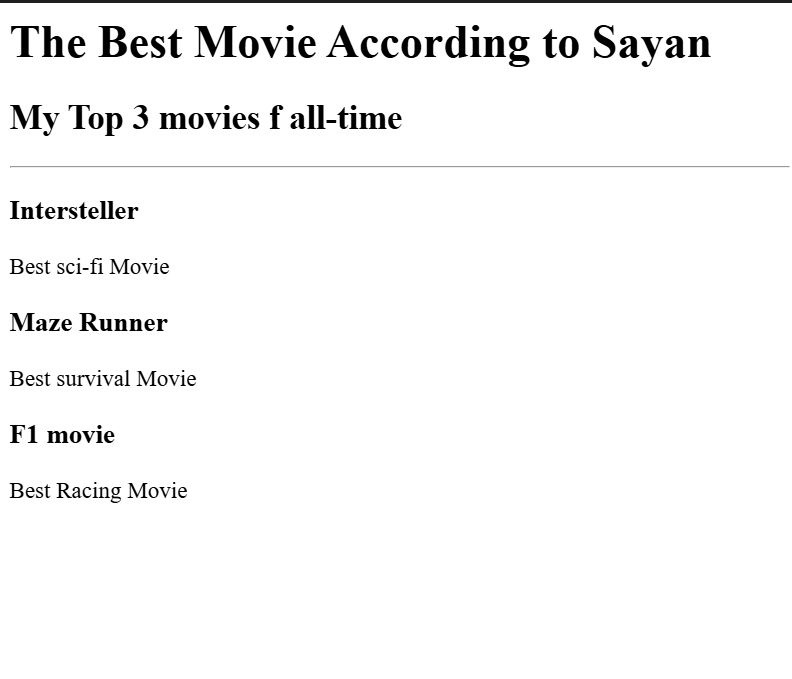 The Best Movie According to Sayan
My Top 3 movies f all-time
Intersteller
Best sci-fi Movie
Maze Runner
Best survival Movie
F1 movie
Best Racing Movie